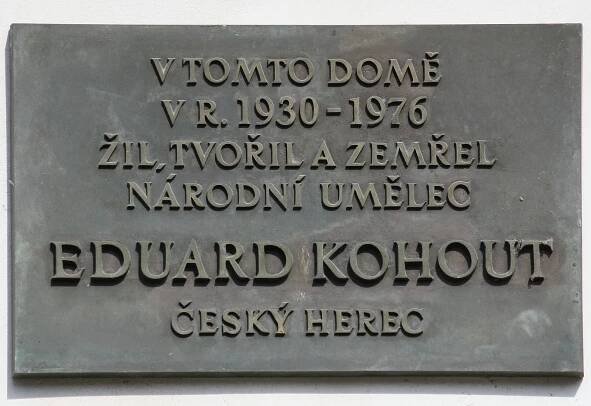 V TOMTO DOMĚ
V R. 1930-1976
ŽIL, TVOŘIL A ZEMŘEL
NÁRODNÍ UMĚLEC
EDUARD KOHOUT
ČESKÝ HEREC